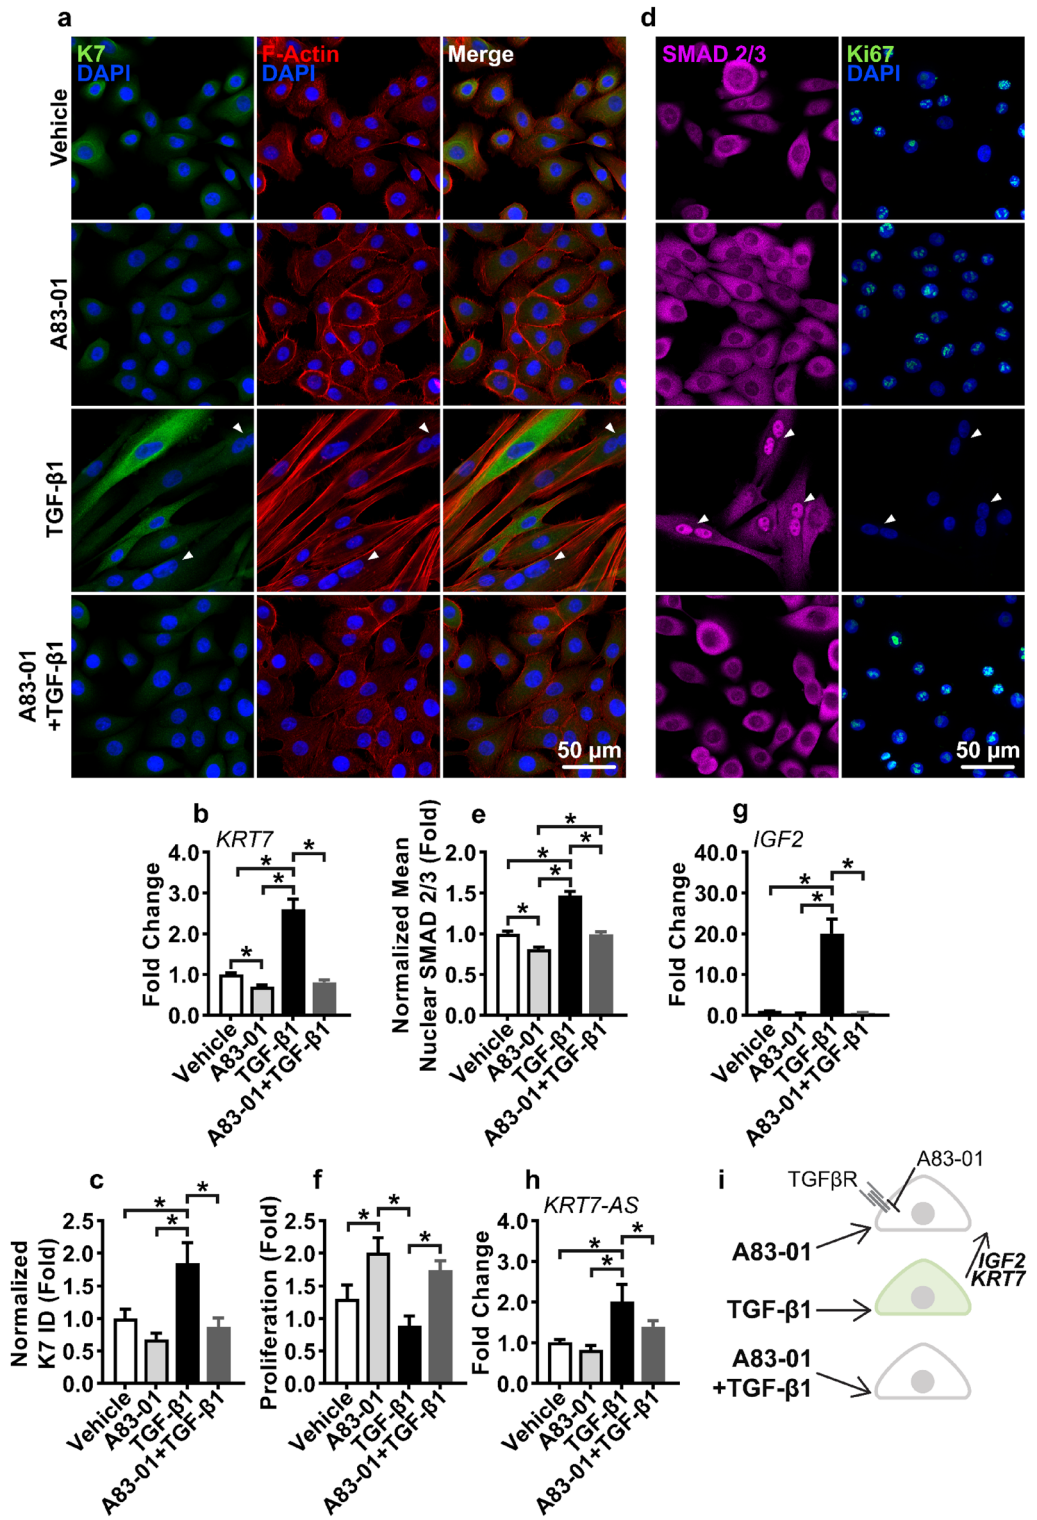 a
K7
DAPI
F-Actin
DAPI
Merge
Vehicle
A83-01
TGF-β1
A83-01
+TGF-β1
50 µm
d
SMAD 2/3
Ki67
DAPI
50 µm
b
KRT7
Fold Change
4.0
3.0
2.0
1.0
0.0
*
*
*
*
Vehicle
A83-01
TGF-β1
A83-01+TGF-β1
e
Normalized Mean
Nuclear SMAD 2/3 (Fold)
2.0
1.5
1.0
0.5
0.0
*
*
*
*
*
Vehicle
A83-01
TGF-β1
A83-01+TGF-β1
g
IGF2
Fold Change
40.0
30.0
20.0
10.0
0.0
*
*
*
Vehicle
A83-01
TGF-β1
A83-01+TGF-β1
c
Normalized
K7 ID (Fold)
2.5
2.0
1.5
1.0
0.5
0.0
*
*
*
Vehicle
A83-01
TGF-β1
A83-01+TGF-β1
f
Proliferation (Fold)
2.5
2.0
1.5
1.0
0.5
0.0
*
*
*
Vehicle
A83-01
TGF-β1
A83-01+TGF-β1
h
KRT7-AS
Fold Change
4.0
3.0
2.0
1.0
0.0
*
*
*
Vehicle
A83-01
TGF-β1
A83-01+TGF-β1
i
A83-01
TGFβR
A83-01
IGF2
KRT7
TGF-β1
A83-01
+TGF-β1